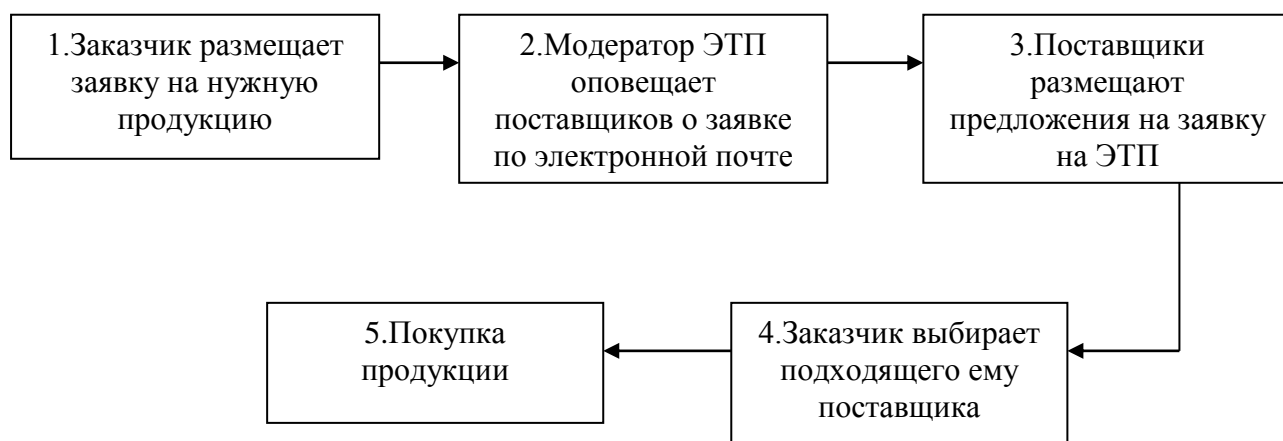 1.Заказчик размещает
заявку на нужную
продукцию
2.Модератор ЭТП
оповещает
поставщиков о заявке
по электронной почте
3.Поставщики
размещают
предложения на заявку
на ЭТП
4.Заказчик выбирает
подходящего ему
поставщика
5.Покупка
продукции